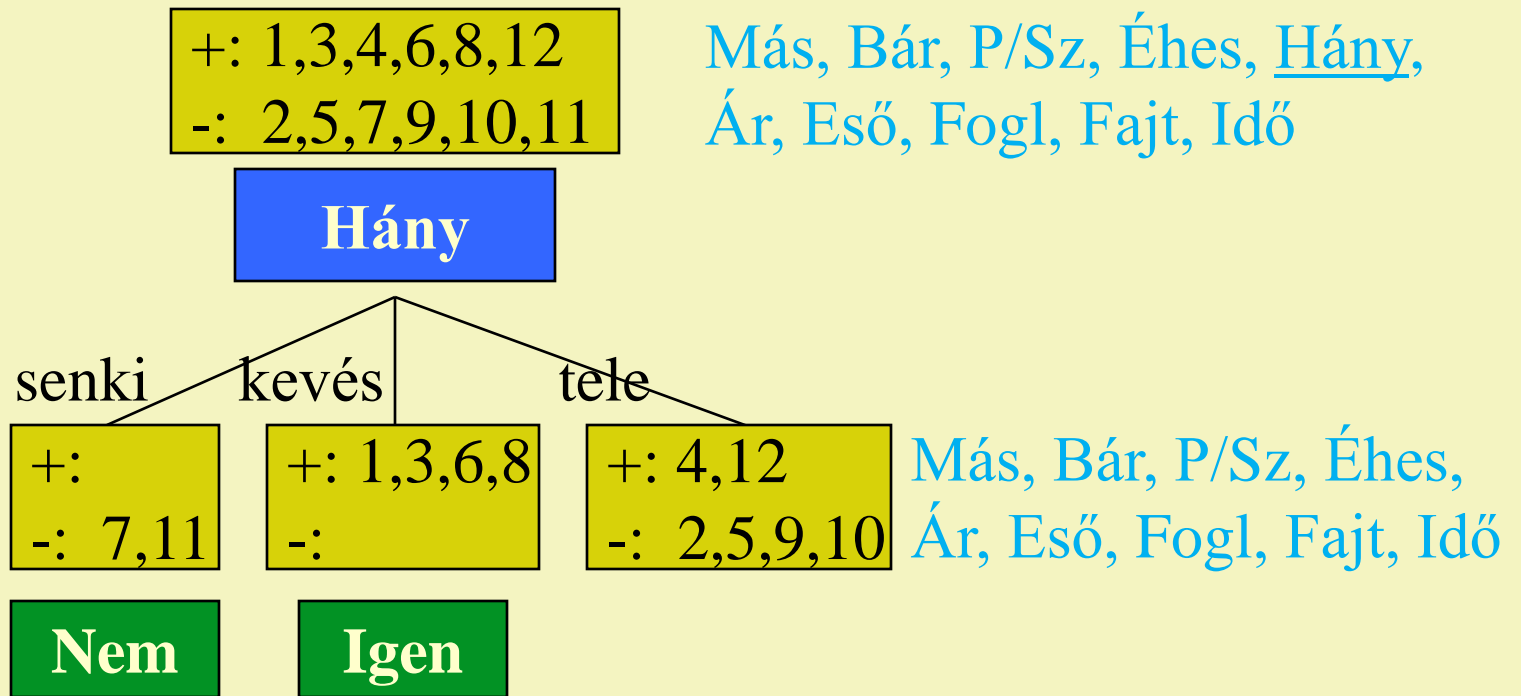 +: 1,3,4,6,8,12
-: 2,5,7,9,10,11
Más, Bár, P/Sz, Éhes, Hány,
Ár, Eső, Fogl, Fajt, Idő
Hány
senki kevés tele
+:
-: 7,11
+: 1,3,6,8
-:
+: 4,12
-: 2,5,9,10
Más, Bár, P/Sz, Éhes,
Ár, Eső, Fogl, Fajt, Idő
Nem
Igen